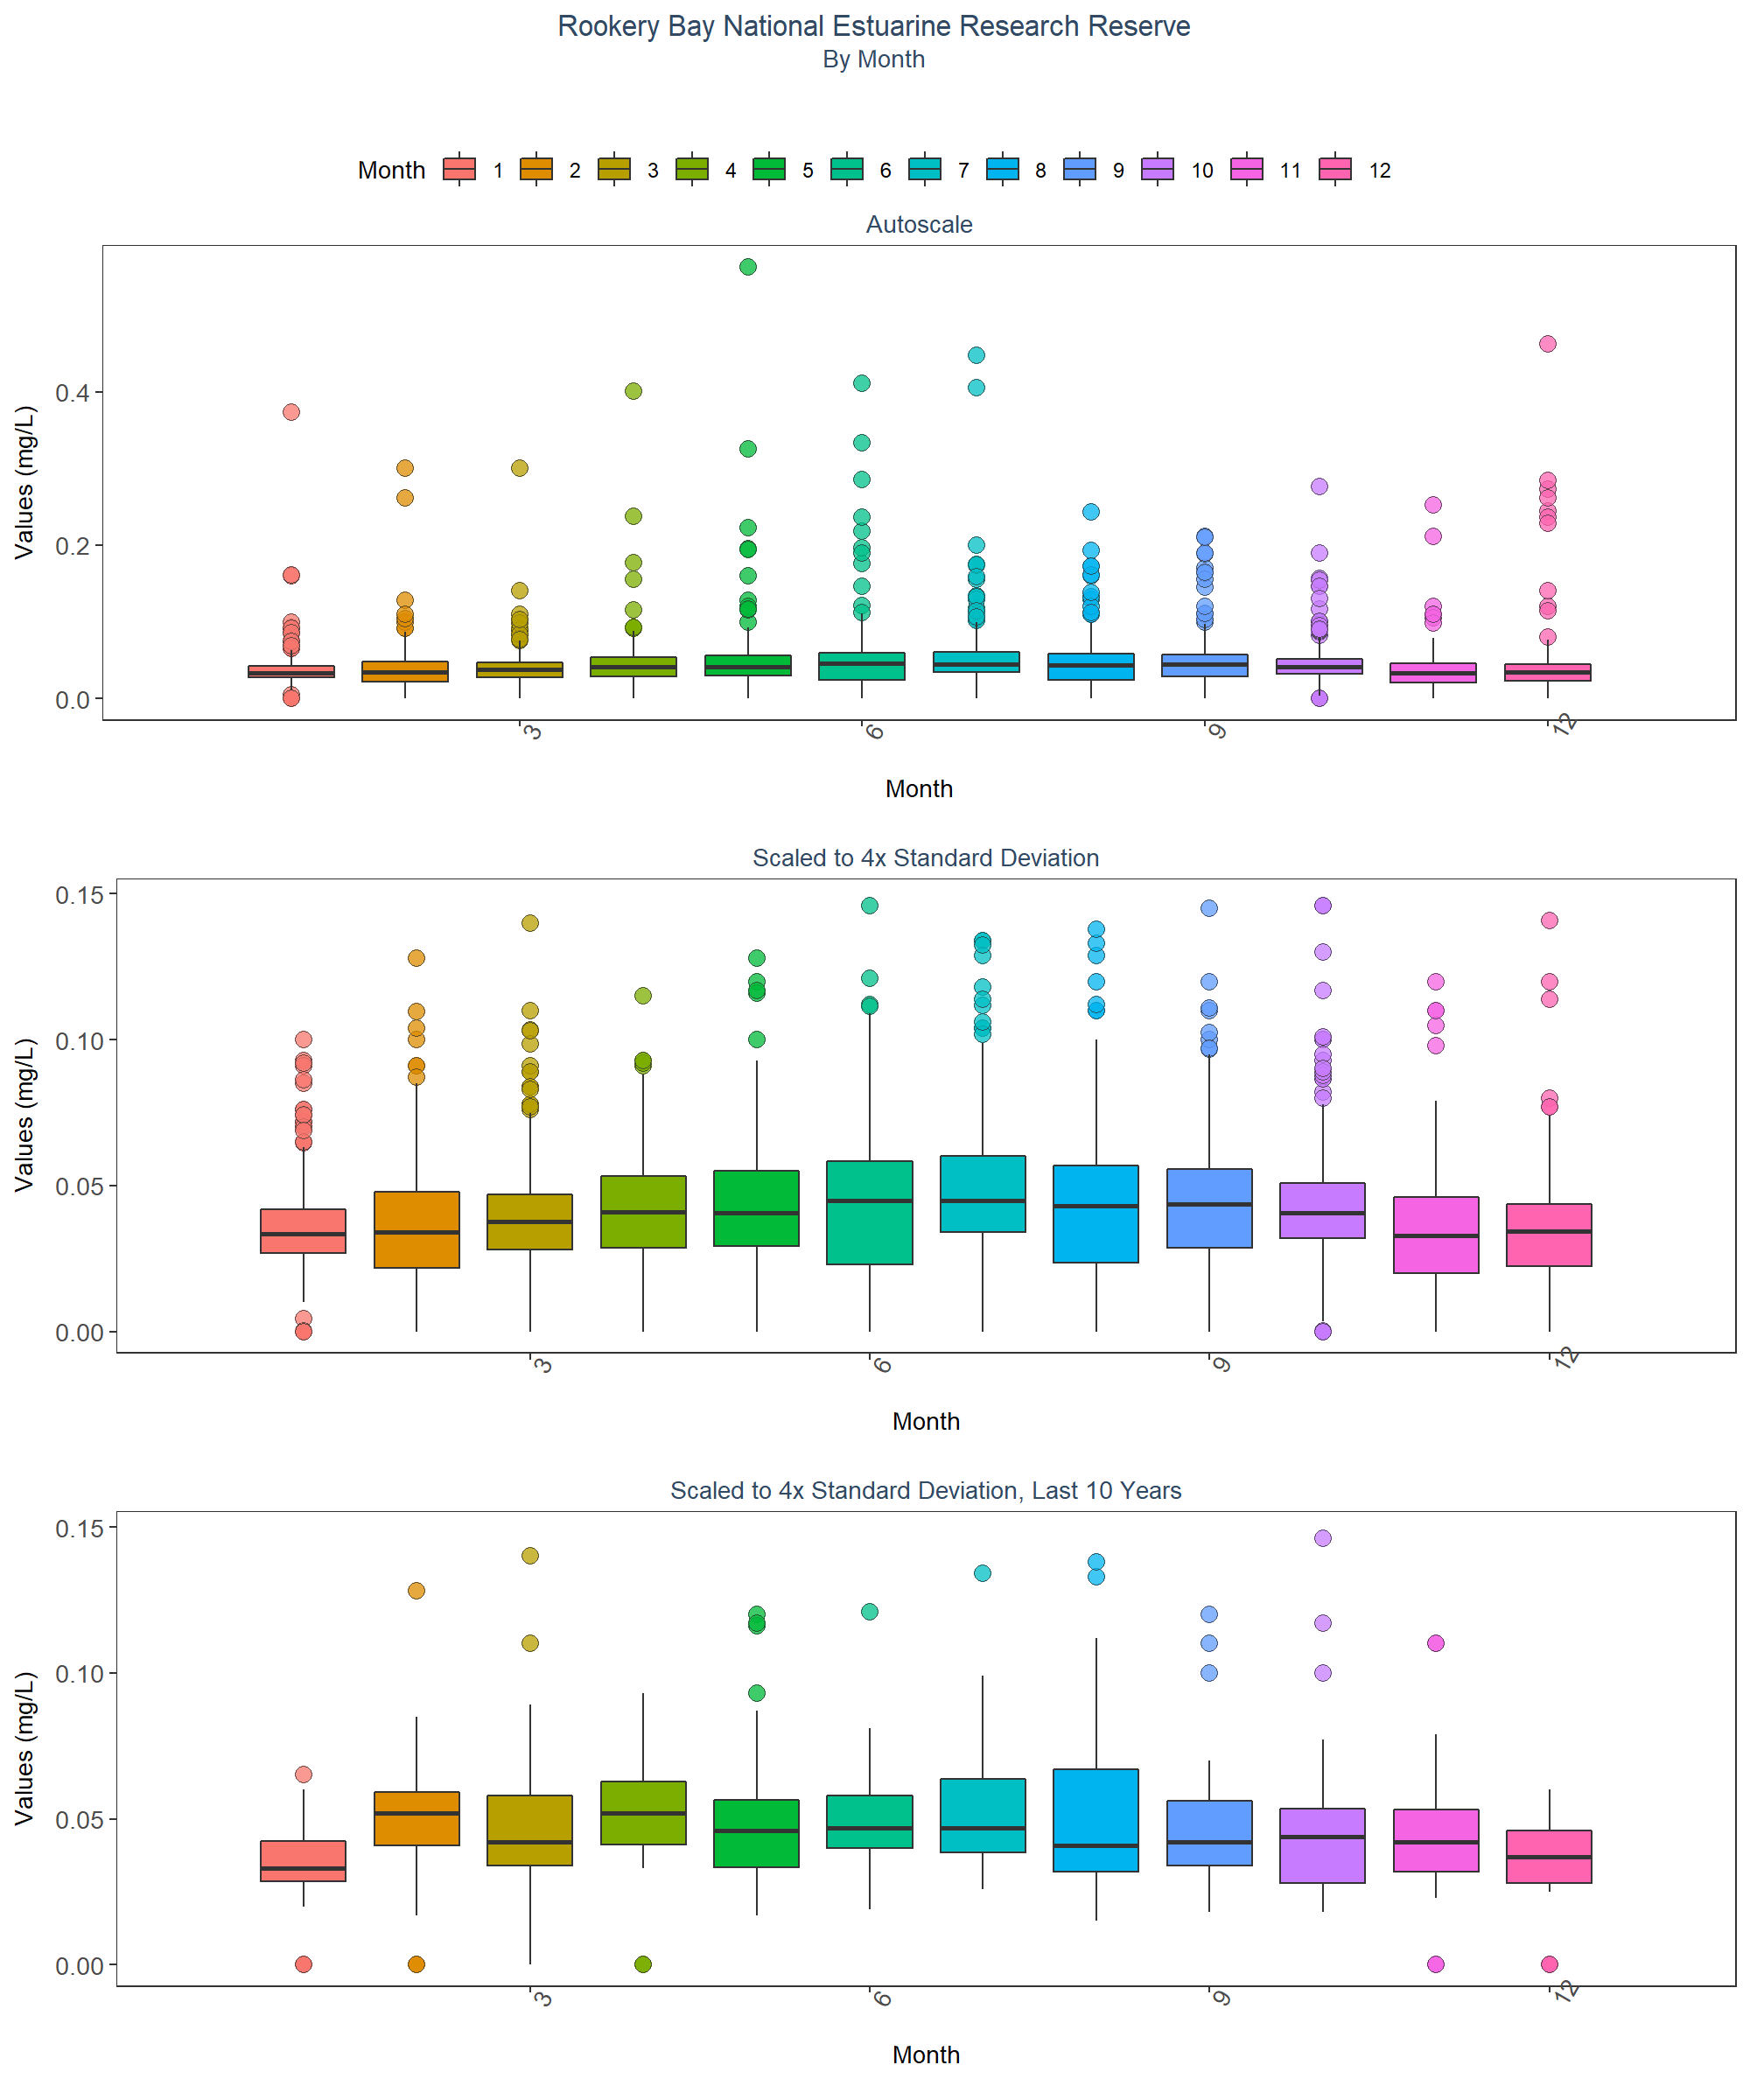 Rookery Bay National Estuarine Research Reserve
By Month
Month 1 2 3 4 5 6 7 8 9 10 11 12
Autoscale
Values (mg/L)
0.4
0.2
0.0
3 6 9 12
Month
Scaled to 4x Standard Deviation
Values (mg/L)
0.15
0.10
0.05
0.00
3 6 9 12
Month
Scaled to 4x Standard Deviation, Last 10 Years
Values (mg/L)
0.15
0.10
0.05
0.00
3 6 9 12
Month